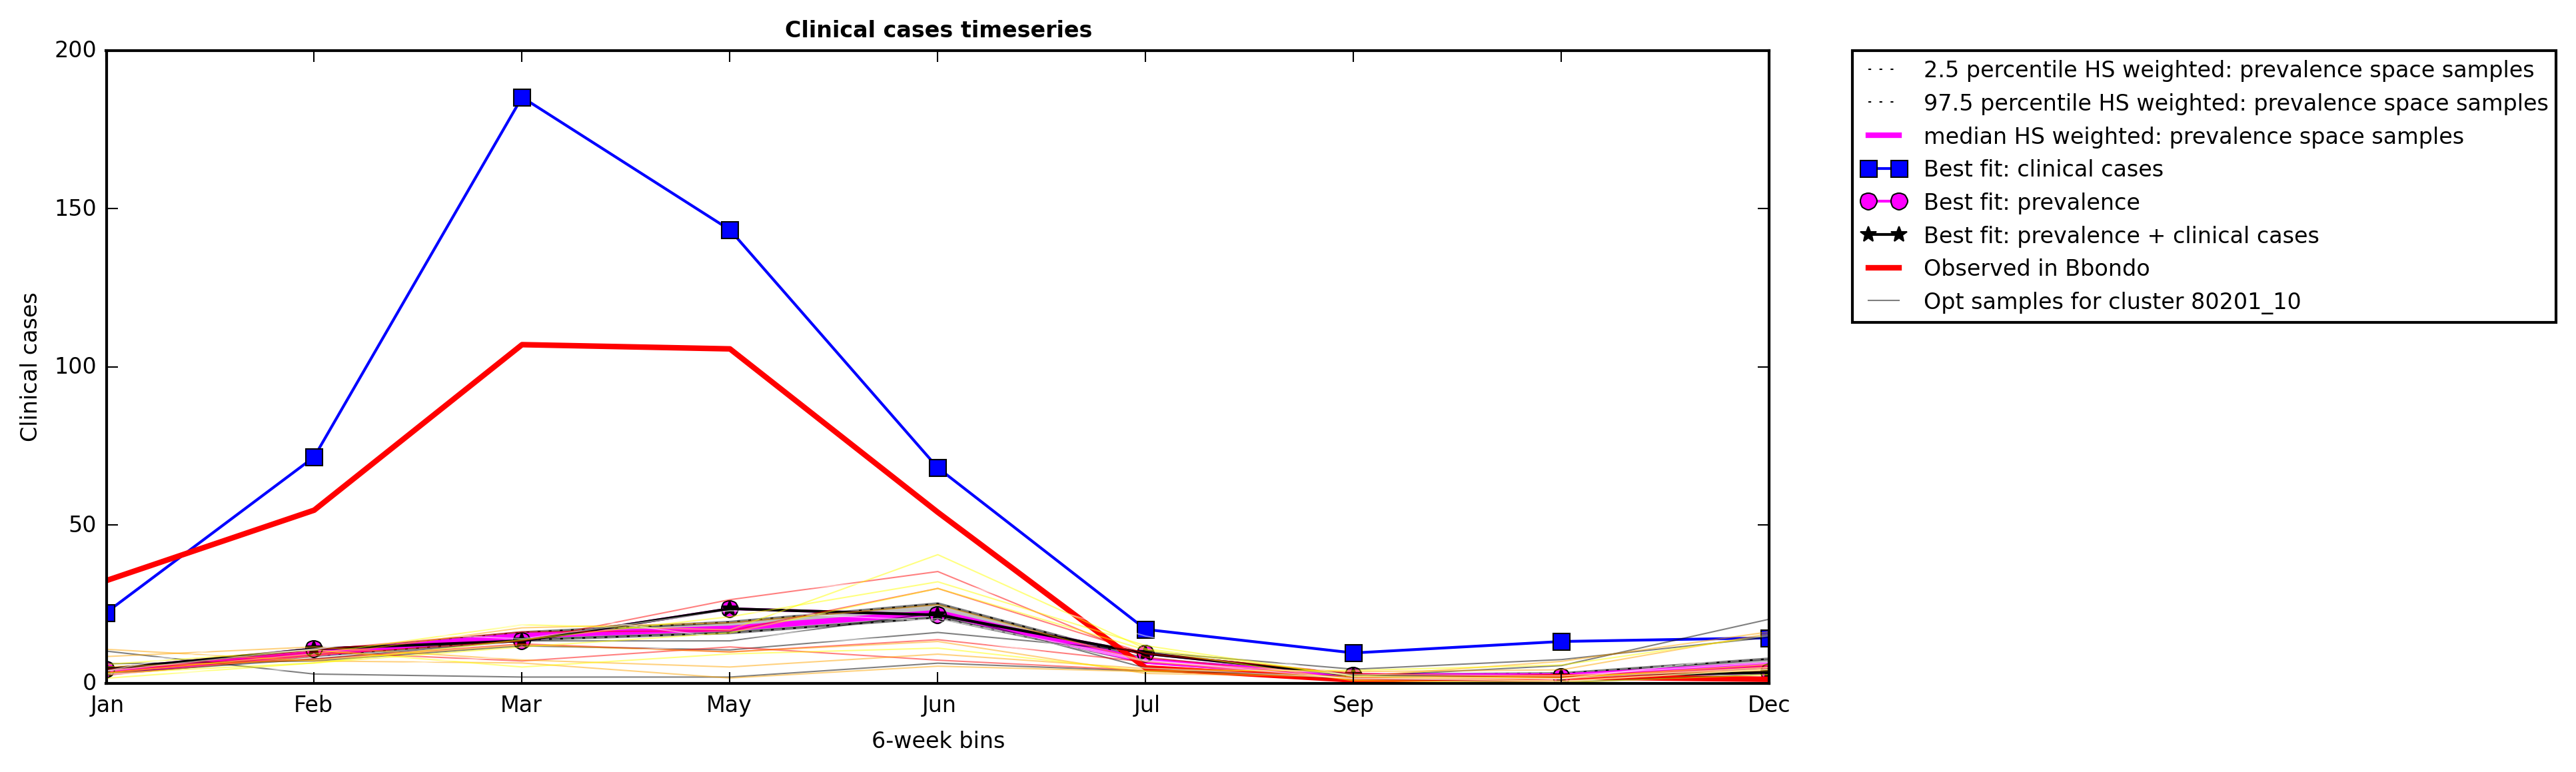 Clinical cases timeseries
200
150
100
50
0
Clinical cases
Jan Feb Mar May Jun Jul Sep Oct Dec
6-week bins
2.5 percentile HS weighted: prevalence space samples
97.5 percentile HS weighted: prevalence space samples
median HS weighted: prevalence space samples
Best fit: clinical cases
Best fit: prevalence
Best fit: prevalence + clinical cases
Observed in Bbondo
Opt samples for cluster 80201_10